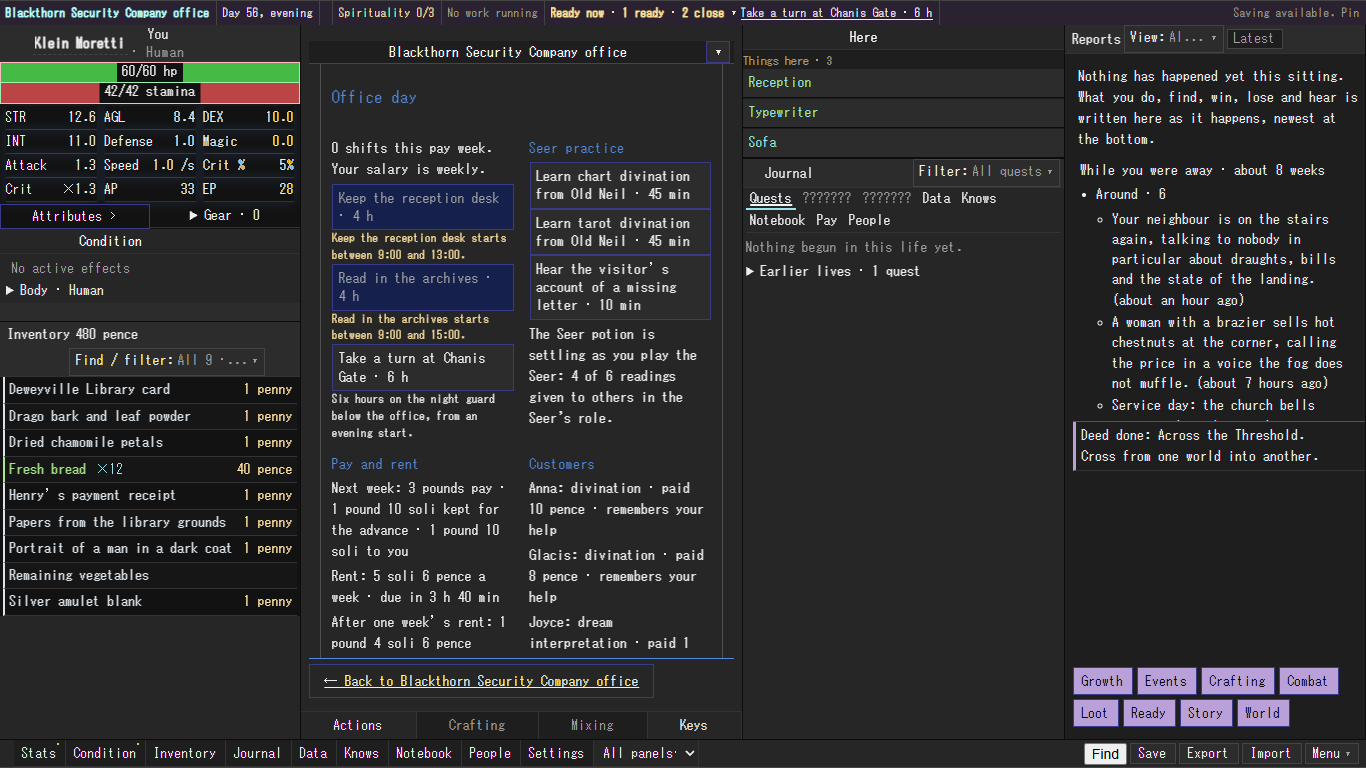 Blackthorn Security Company office
Day 56, evening
Spirituality 0/3
No work running
Ready now · 1 ready · 2 close ▾
Take a turn at Chanis Gate · 6 h
Saving available. Pin
Klein Moretti · You
Human
60/60 hp
42/42 stamina
STR 12.6 AGL 8.4 DEX 10.0
INT 11.0 Defense 1.0 Magic 0.0
Attack 1.3 Speed 1.0 /s Crit % 5%
Crit ×1.3 AP 33 EP 28
Attributes >
▶ Gear · 0
Condition
No active effects
▶ Body · Human
Inventory 480 pence
Find / filter: All 9 ·... ▾
Deweyville Library card 1 penny
Drago bark and leaf powder 1 penny
Dried chamomile petals 1 penny
Fresh bread ×12 40 pence
Henry's payment receipt 1 penny
Papers from the library grounds 1 penny
Portrait of a man in a dark coat 1 penny
Remaining vegetables
Silver amulet blank 1 penny
Blackthorn Security Company office ▾
Office day
0 shifts this pay week.
Your salary is weekly.
Keep the reception desk
· 4 h
Keep the reception desk starts
between 9:00 and 13:00.
Read in the archives ·
4 h
Read in the archives starts
between 9:00 and 15:00.
Take a turn at Chanis
Gate · 6 h
Six hours on the night guard
below the office, from an
evening start.
Seer practice
Learn chart divination
from Old Neil · 45 min
Learn tarot divination
from Old Neil · 45 min
Hear the visitor's
account of a missing
letter · 10 min
The Seer potion is
settling as you play the
Seer: 4 of 6 readings
given to others in the
Seer's role.
Pay and rent
Next week: 3 pounds pay ·
1 pound 10 soli kept for
the advance · 1 pound 10
soli to you
Rent: 5 soli 6 pence a
week · due in 3 h 40 min
After one week's rent: 1
pound 4 soli 6 pence
Customers
Anna: divination · paid
10 pence · remembers your
help
Glacis: divination · paid
8 pence · remembers your
help
Joyce: dream
interpretation · paid 1
← Back to Blackthorn Security Company office
Actions
Crafting
Mixing
Keys
Here
Things here · 3
Reception
Typewriter
Sofa
Journal
Filter: All quests ▾
Quests ??????? ??????? Data Knows
Notebook Pay People
Nothing begun in this life yet.
▶ Earlier lives · 1 quest
Reports
View: Al... ▾
Latest
Nothing has happened yet this sitting.
What you do, find, win, lose and hear is
written here as it happens, newest at
the bottom.
While you were away · about 8 weeks
• Around · 6
Your neighbour is on the stairs
again, talking to nobody in
particular about draughts, bills
and the state of the landing.
(about an hour ago)
A woman with a brazier sells hot
chestnuts at the corner, calling
the price in a voice the fog does
not muffle. (about 7 hours ago)
Service day: the church bells
Deed done: Across the Threshold.
Cross from one world into another.
Growth
Events
Crafting
Combat
Loot
Ready
Story
World
Stats
Condition
Inventory
Journal
Data
Knows
Notebook
People
Settings
All panels·
Find
Save
Export
Import
Menu ▾